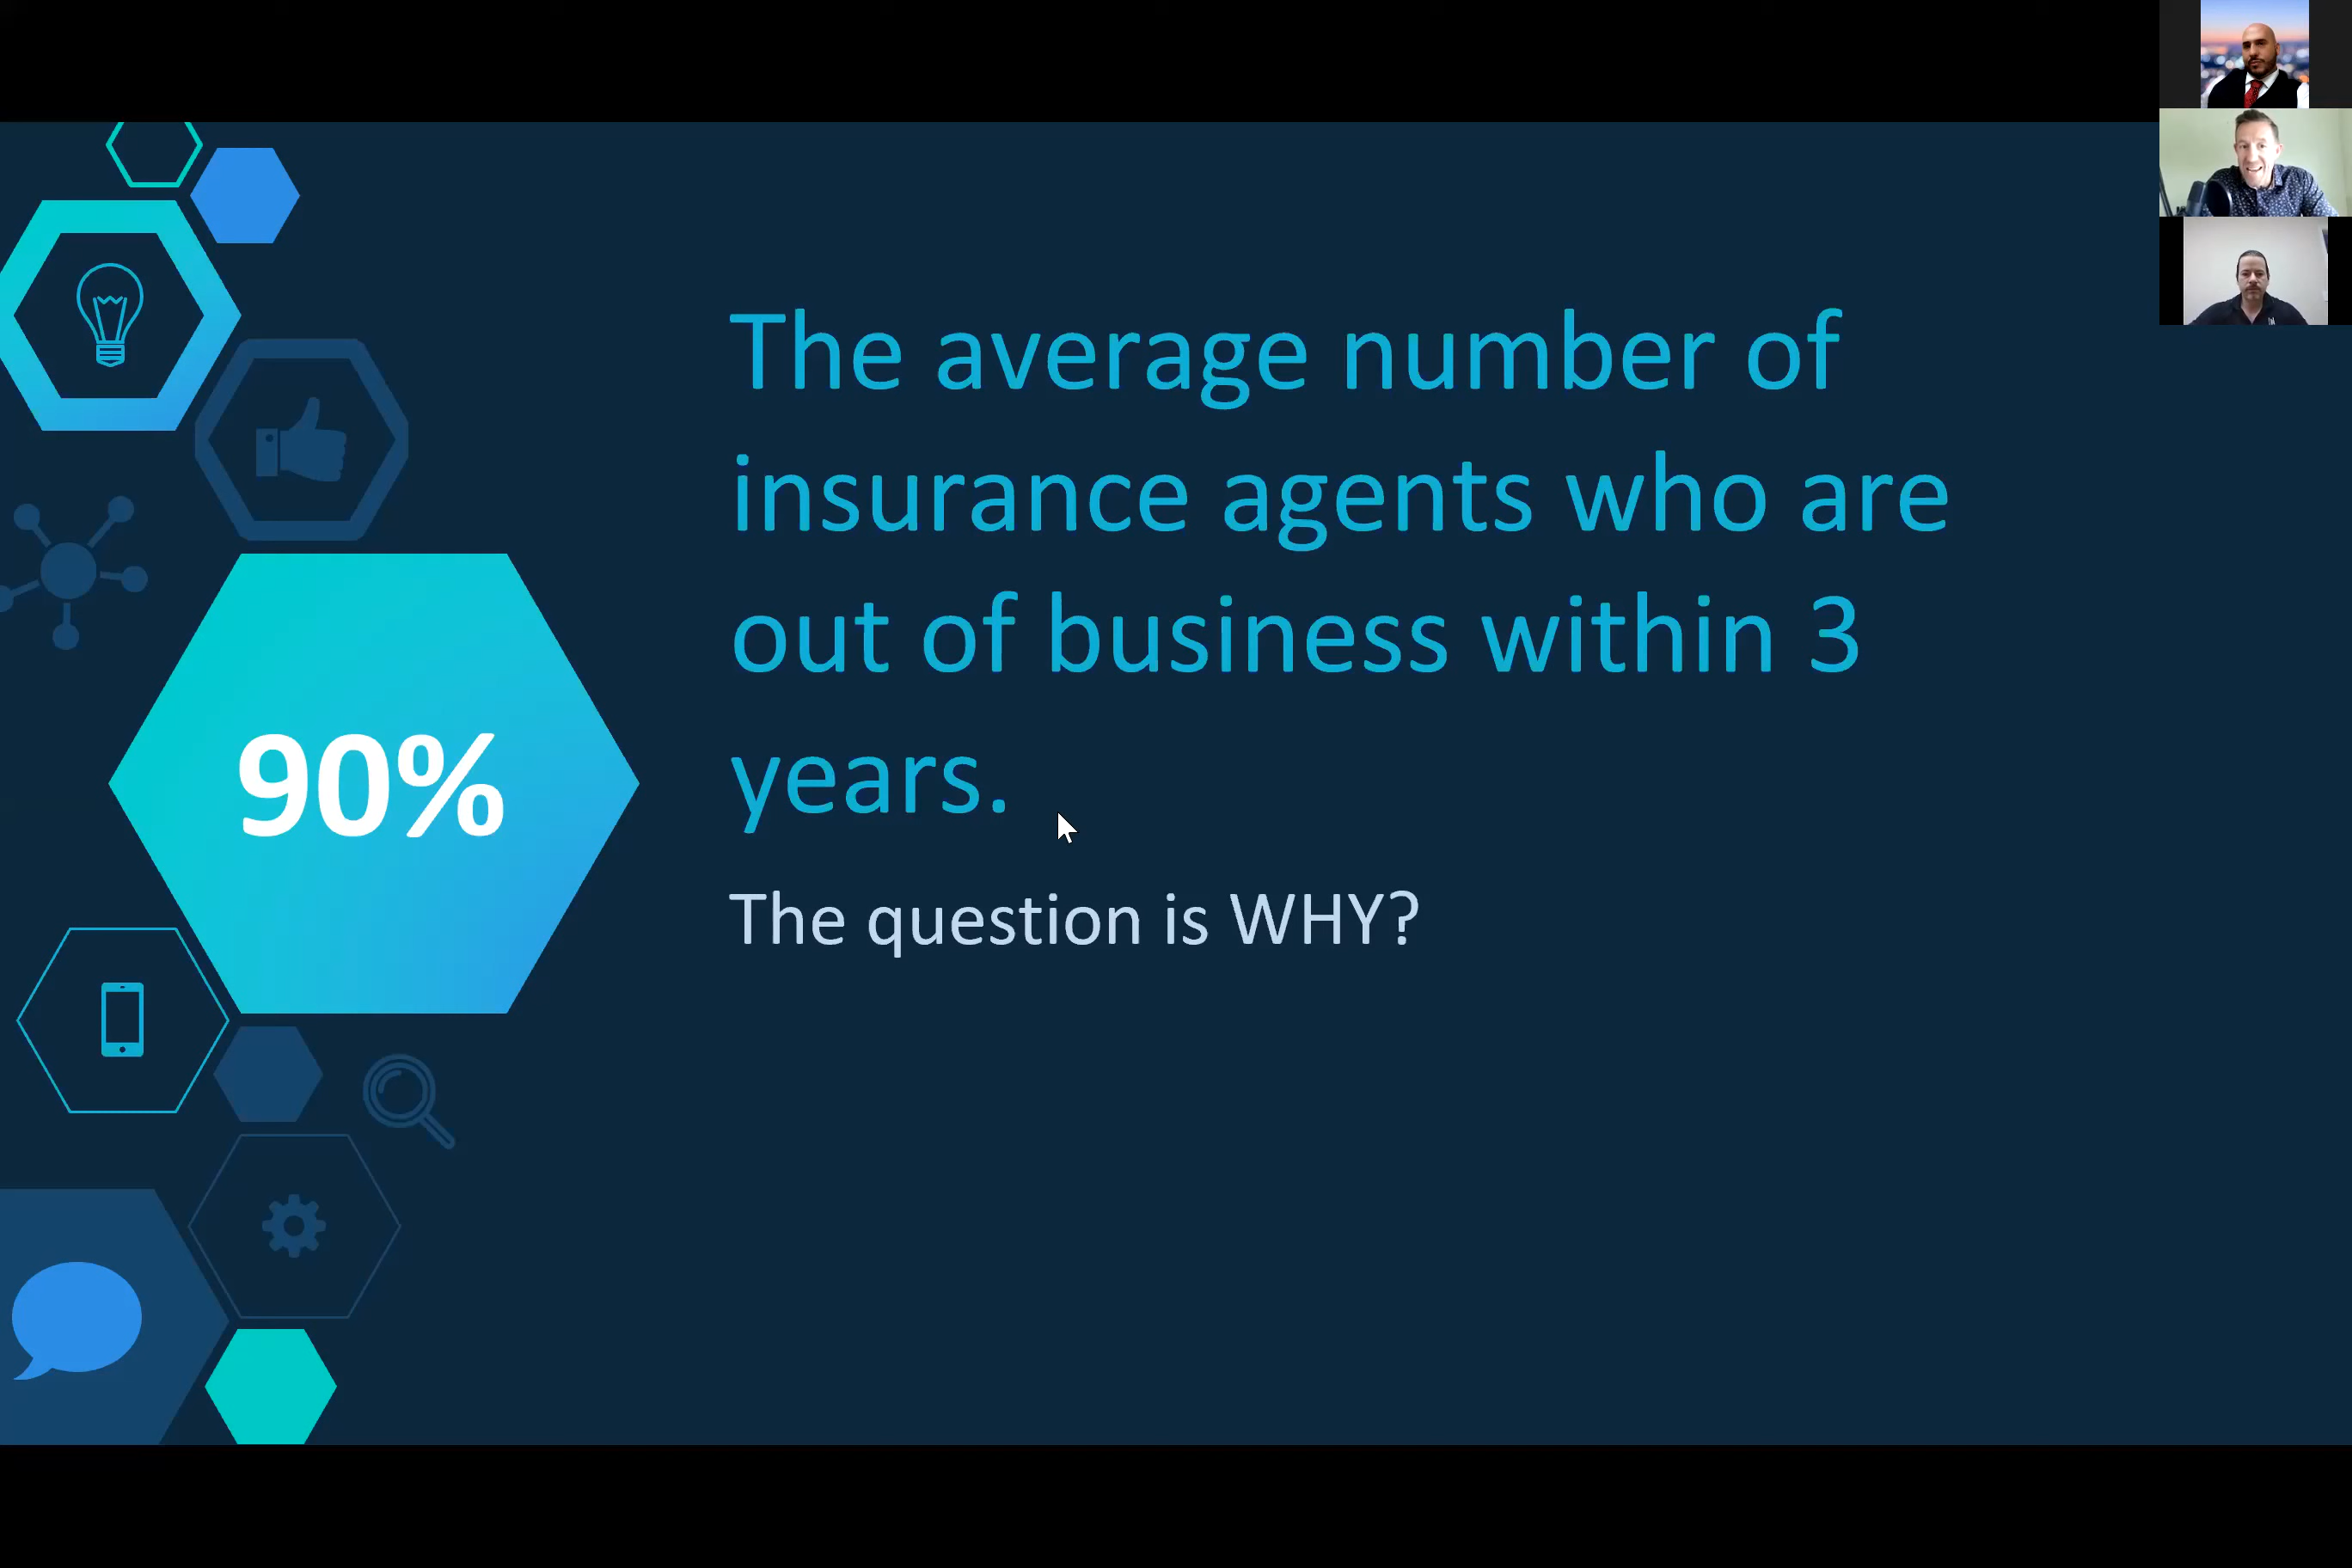 90%
The average number of
insurance agents who are
out of business within 3
years.
The question is WHY?